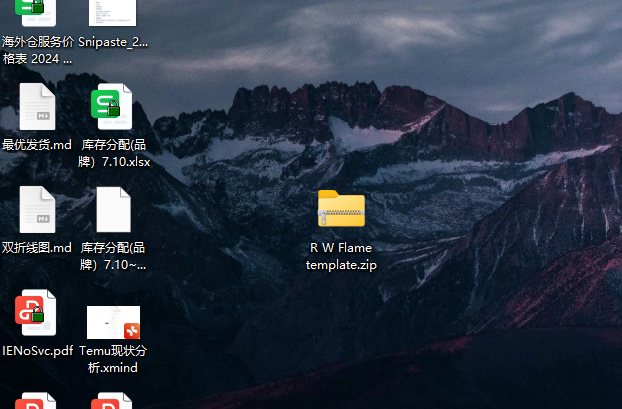 海外仓服务价
格表 2024 ...
Snipaste_2...
最优发货.md
库存分配(品
牌）7.10.xlsx
双折线图.md
库存分配(品
牌）7.10~...
R W Flame
template.zip
IENoSvc.pdf
Temu现状分
析.xmind